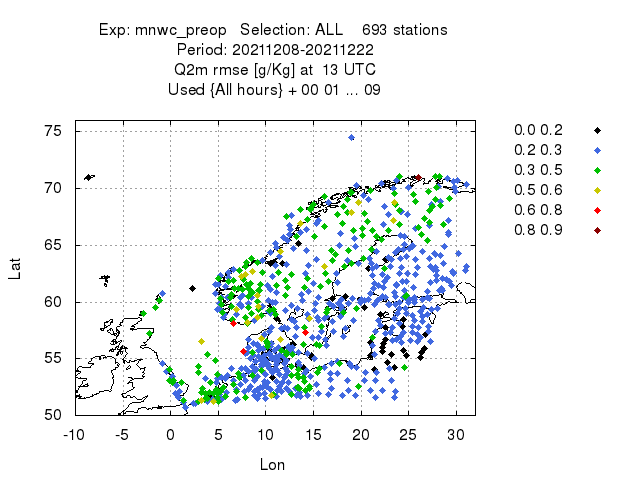 Exp: mnwc_preop   Selection: ALL    693 stations
Period: 20211208-20211222
Q2m rmse [g/Kg] at  13 UTC
Used {All hours} + 00 01 ... 09
0.0 0.2
0.2 0.3
0.3 0.5
0.5 0.6
0.6 0.8
0.8 0.9
75
70
65
60
55
50
Lat
-10 -5 0 5 10 15 20 25 30
Lon